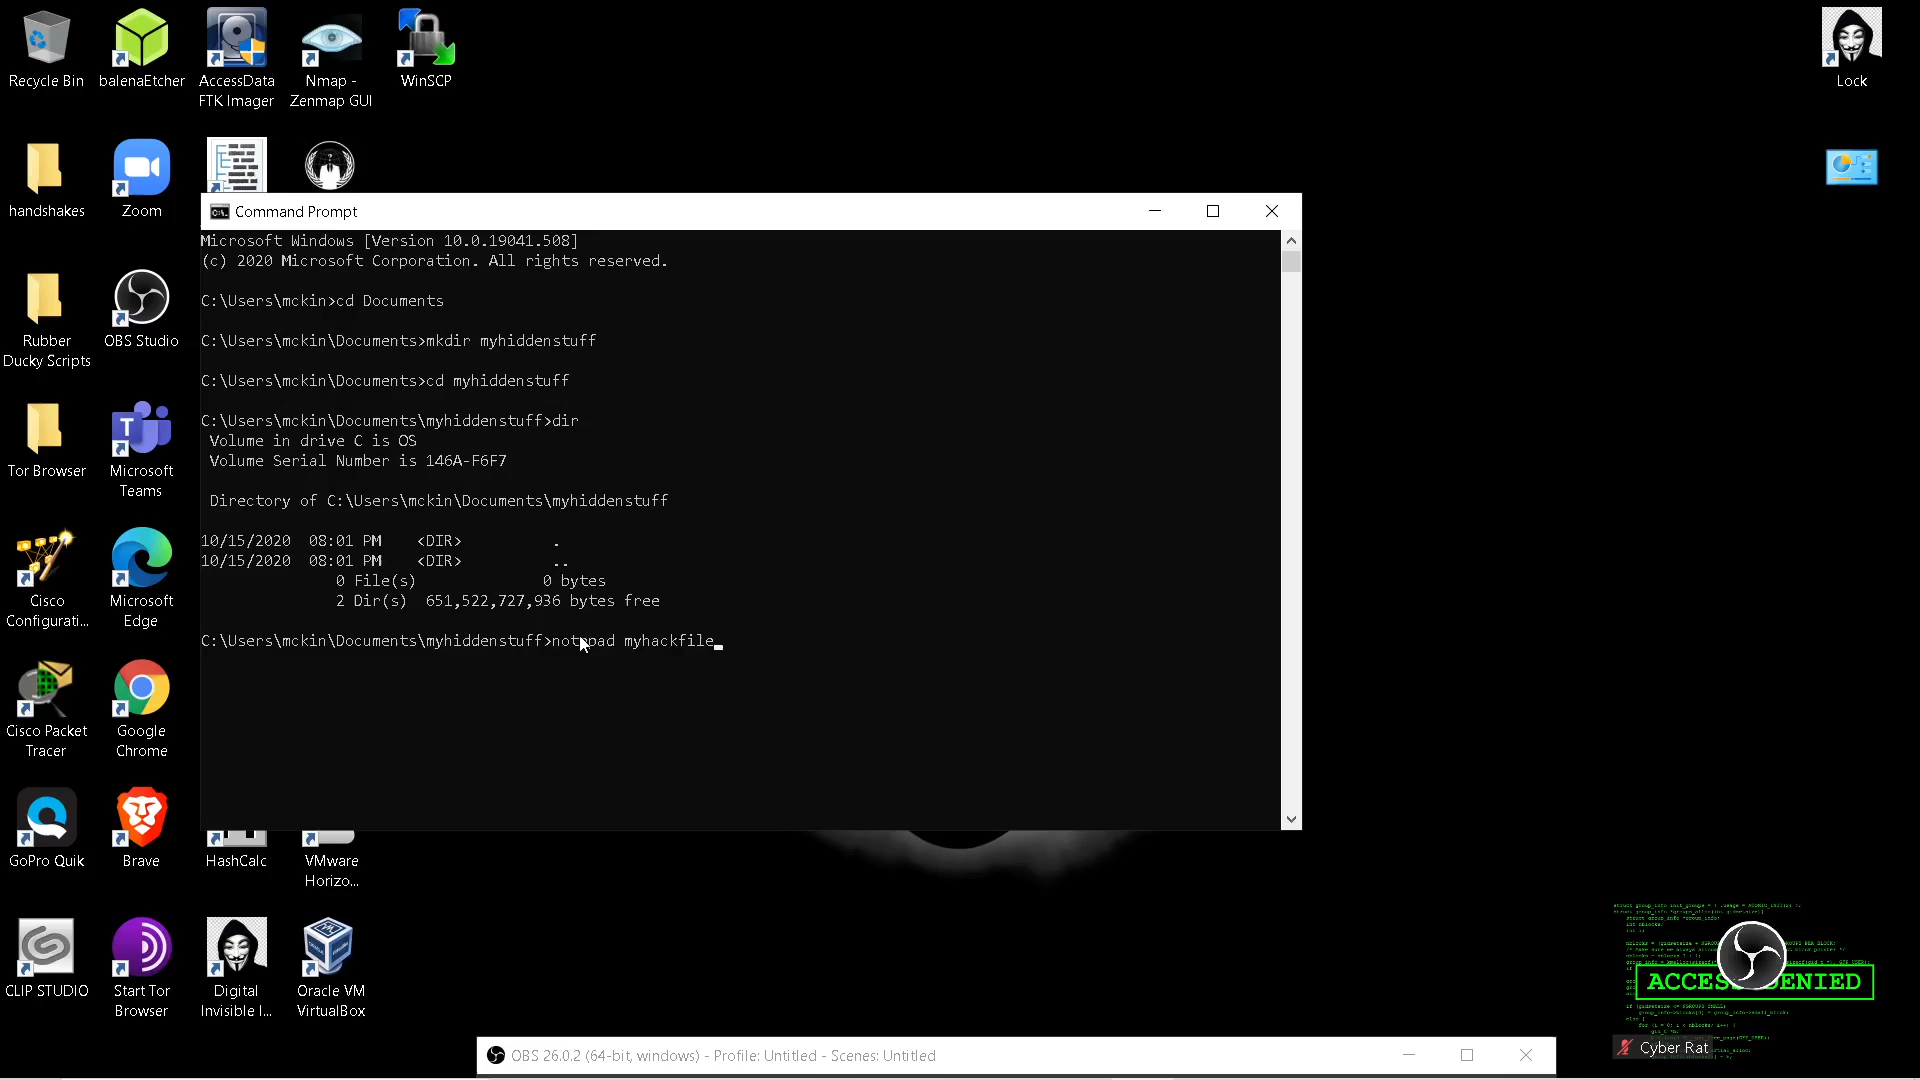 Recycle Bin
balenaEtcher
AccessData
FTK Imager
Nmap -
Zenmap GUI
WinSCP
Lock
handshakes
Zoom
Command Prompt
Microsoft Windows [Version 10.0.19041.508]
(c) 2020 Microsoft Corporation. All rights reserved.
C:\Users\mckin>cd Documents
C:\Users\mckin\Documents>mkdir myhiddenstuff
C:\Users\mckin\Documents>cd myhiddenstuff
C:\Users\mckin\Documents\myhiddenstuff>dir
Volume in drive C is OS
Volume Serial Number is 146A-F6F7
Directory of C:\Users\mckin\Documents\myhiddenstuff
10/15/2020  08:01 PM    <DIR>          .
10/15/2020  08:01 PM    <DIR>          ..
0 File(s)              0 bytes
2 Dir(s)  651,522,727,936 bytes free
C:\Users\mckin\Documents\myhiddenstuff>notepad myhackfile
Rubber
Ducky Scripts
OBS Studio
Tor Browser
Microsoft
Teams
Cisco
Configurati...
Microsoft
Edge
Cisco Packet
Tracer
Google
Chrome
GoPro Quik
Brave
HashCalc
VMware
Horizo...
CLIP STUDIO
Start Tor
Browser
Digital
Invisible I...
Oracle VM
VirtualBox
ACCESS DENIED
Cyber Rat
OBS 26.0.2 (64-bit, windows) - Profile: Untitled - Scenes: Untitled